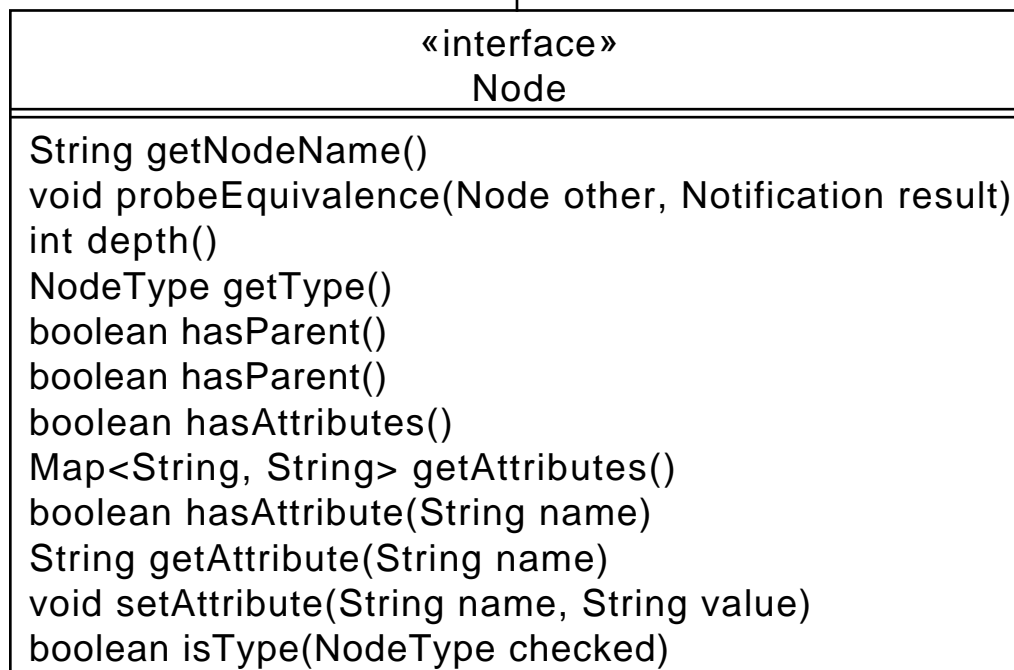 «interface»
Node
String getNodeName()
void probeEquivalence(Node other, Notification result)
int depth()
NodeType getType()
boolean hasParent()
boolean hasParent()
boolean hasAttributes()
Map<String, String> getAttributes()
boolean hasAttribute(String name)
String getAttribute(String name)
void setAttribute(String name, String value)
boolean isType(NodeType checked)